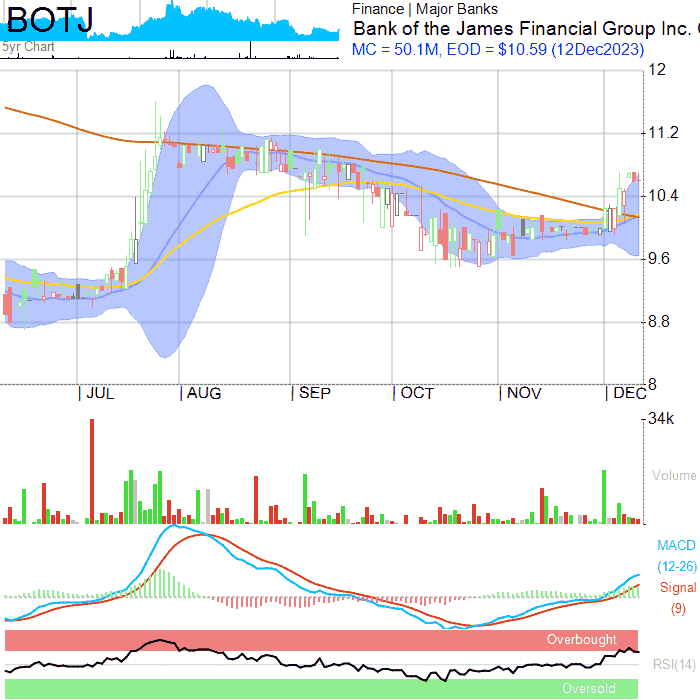 BOTJ
5yr Chart
Finance | Major Banks
Bank of the James Financial Group Inc. (
MC = 50.1M, EOD = $10.59 (12Dec2023)
12
11.2
10.4
9.6
8.8
8
JUL
AUG
SEP
OCT
NOV
DEC
34k
Volume
MACD
(12-26)
Signal
(9)
Overbought
RSI(14)
Oversold